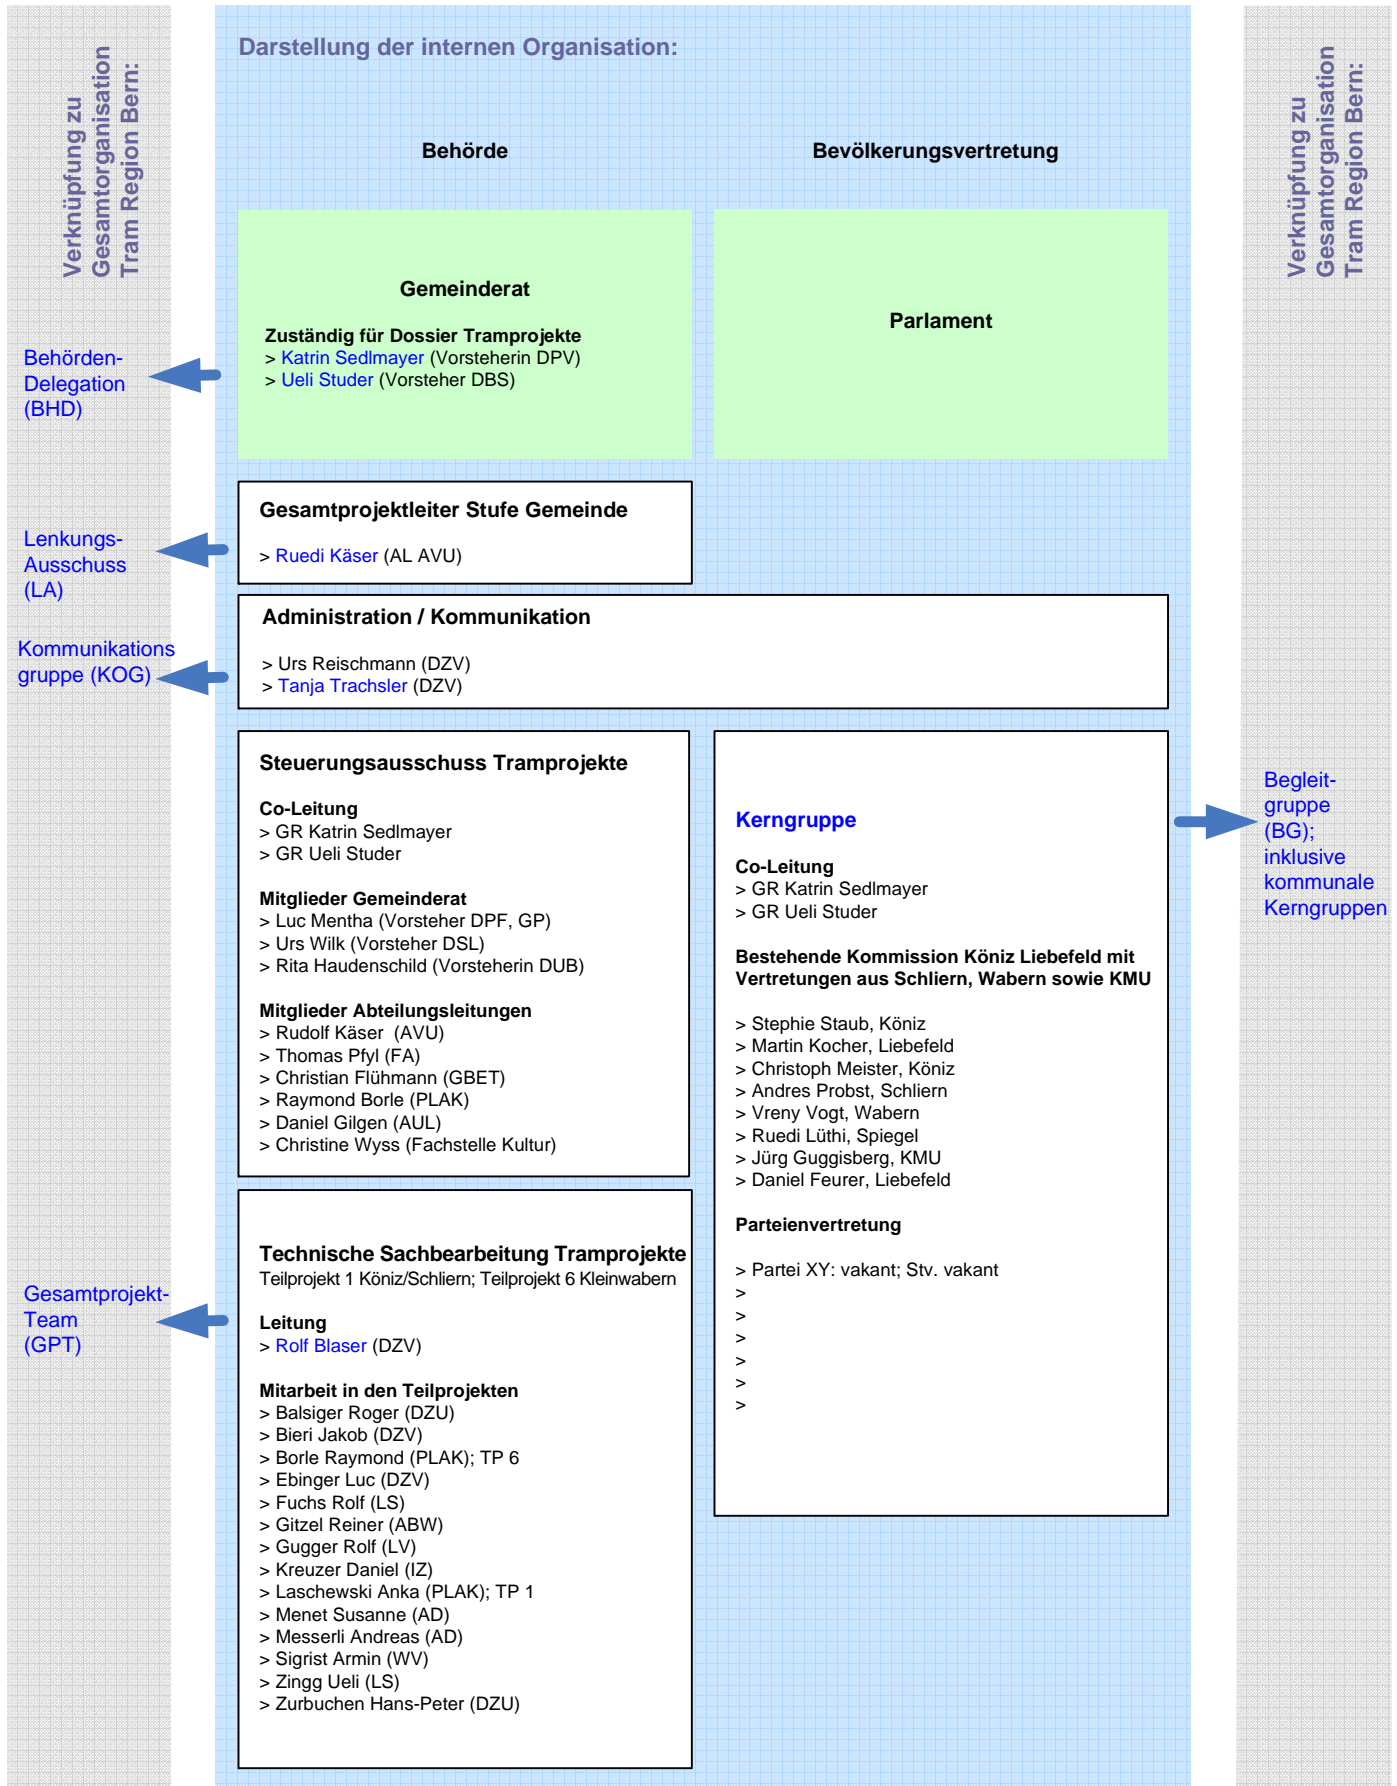 Verknüpfung zu
Gesamtorganisation
Tram Region Bern:
Darstellung der internen Organisation:
Behörde
Bevölkerungsvertretung
Verknüpfung zu
Gesamtorganisation
Tram Region Bern:
Gemeinderat
Zuständig für Dossier Tramprojekte
> Katrin Sedlmayer (Vorsteherin DPV)
> Ueli Studer (Vorsteher DBS)
Parlament
Behörden-
Delegation
(BHD)
Gesamtprojektleiter Stufe Gemeinde
> Ruedi Käser (AL AVU)
Lenkungs-
Ausschuss
(LA)
Administration / Kommunikation
> Urs Reischmann (DZV)
> Tanja Trachsler (DZV)
Kommunikations
gruppe (KOG)
Steuerungsausschuss Tramprojekte
Co-Leitung
> GR Katrin Sedlmayer
> GR Ueli Studer
Mitglieder Gemeinderat
> Luc Mentha (Vorsteher DPF, GP)
> Urs Wilk (Vorsteher DSL)
> Rita Haudenschild (Vorsteherin DUB)
Mitglieder Abteilungsleitungen
> Rudolf Käser  (AVU)
> Thomas Pfyl (FA)
> Christian Flühmann (GBET)
> Raymond Borle (PLAK)
> Daniel Gilgen (AUL)
> Christine Wyss (Fachstelle Kultur)
Kerngruppe
Co-Leitung
> GR Katrin Sedlmayer
> GR Ueli Studer
Bestehende Kommission Köniz Liebefeld mit
Vertretungen aus Schliern, Wabern sowie KMU
> Stephie Staub, Köniz
> Martin Kocher, Liebefeld
> Christoph Meister, Köniz
> Andres Probst, Schliern
> Vreny Vogt, Wabern
> Ruedi Lüthi, Spiegel
> Jürg Guggisberg, KMU
> Daniel Feurer, Liebefeld
Parteienvertretung
> Partei XY: vakant; Stv. vakant
>
>
>
>
>
>
Begleit-
gruppe
(BG);
inklusive
kommunale
Kerngruppen
Technische Sachbearbeitung Tramprojekte
Teilprojekt 1 Köniz/Schliern; Teilprojekt 6 Kleinwabern
Leitung
> Rolf Blaser (DZV)
Mitarbeit in den Teilprojekten
> Balsiger Roger (DZU)
> Bieri Jakob (DZV)
> Borle Raymond (PLAK); TP 6
> Ebinger Luc (DZV)
> Fuchs Rolf (LS)
> Gitzel Reiner (ABW)
> Gugger Rolf (LV)
> Kreuzer Daniel (IZ)
> Laschewski Anka (PLAK); TP 1
> Menet Susanne (AD)
> Messerli Andreas (AD)
> Sigrist Armin (WV)
> Zingg Ueli (LS)
> Zurbuchen Hans-Peter (DZU)
Gesamtprojekt-
Team
(GPT)